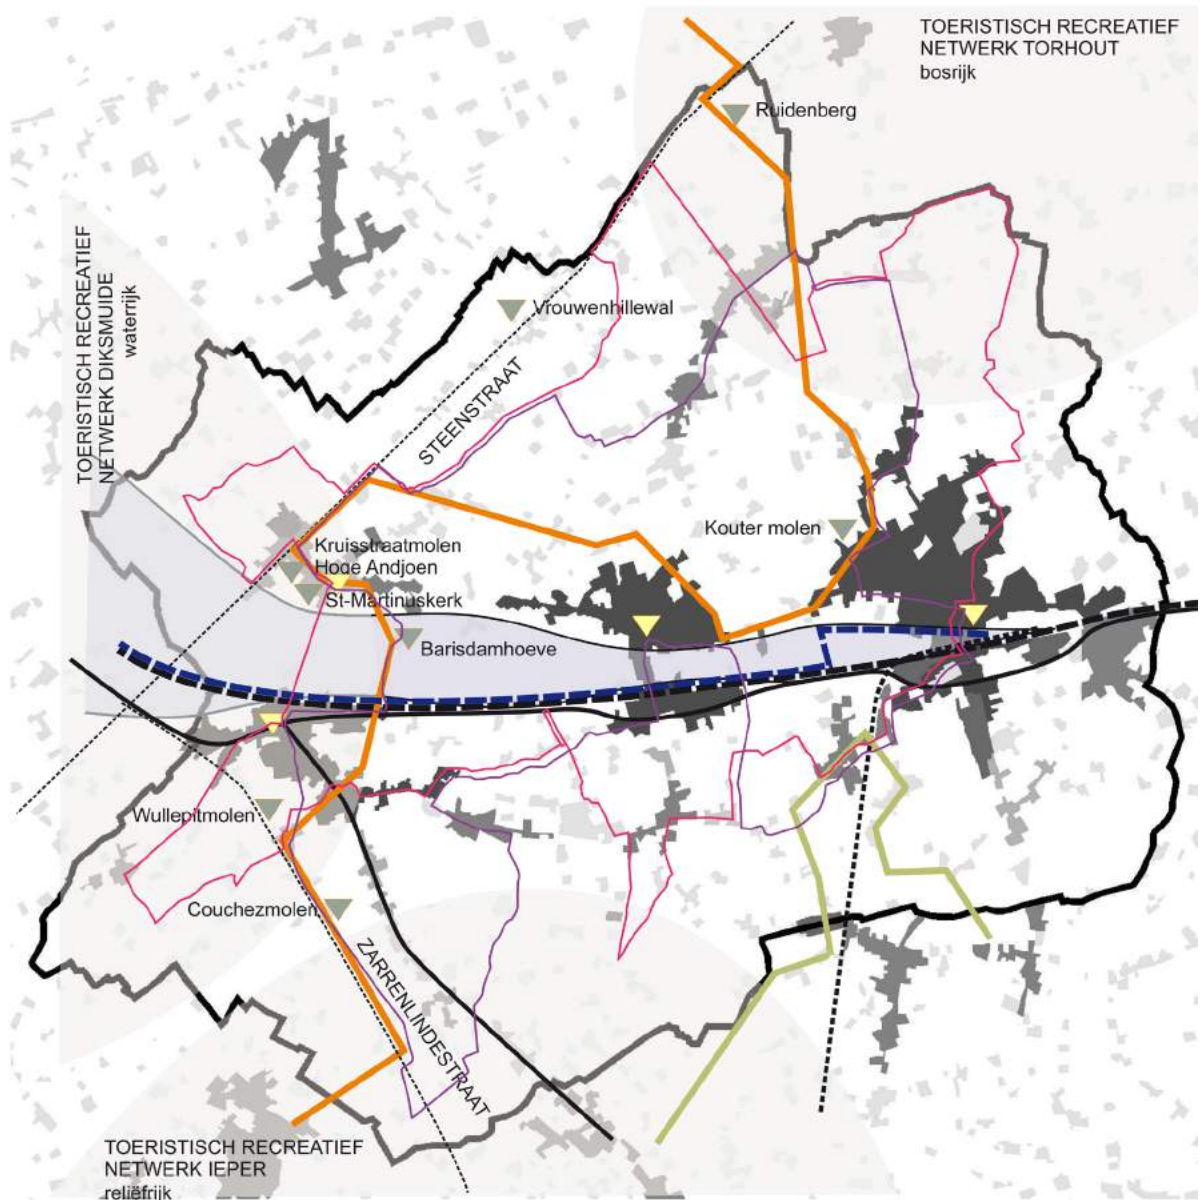 TOERISTISCH RECREATIEF
NETWERK TORHOUT
bosrijk
Ruidenberg
TOERISTISCH RECREATIEF
NETWERK DIKSMUIDE
waterrijk
Vrouwenhillewal
STEENSTRAAT
Kouter molen
Kruisstraatmolen
Hoge Andjoen
St-Martinuskerk
Barisdamhoeve
Wullepitmolen
Couchezmolen
ZARRENLINDESTRAAT
TOERISTISCH RECREATIEF
NETWERK IEPER
reliëfrijk